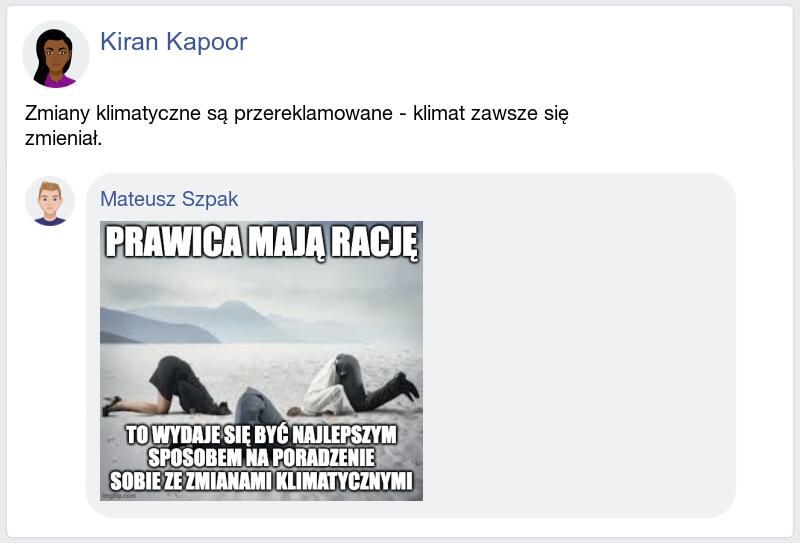 Kiran Kapoor
Zmiany klimatyczne są przereklamowane - klimat zawsze się
zmieniał.
Mateusz Szpak
PRAWICA MAJĄ RACJĘ
TO WYDAJE SIĘ BYĆ NAJLEPSZYM
SPOSOBEM NA PORADZENIE
SOBIE ZE ZMIANAMI KLIMATYCZNYMI
imgflip.com